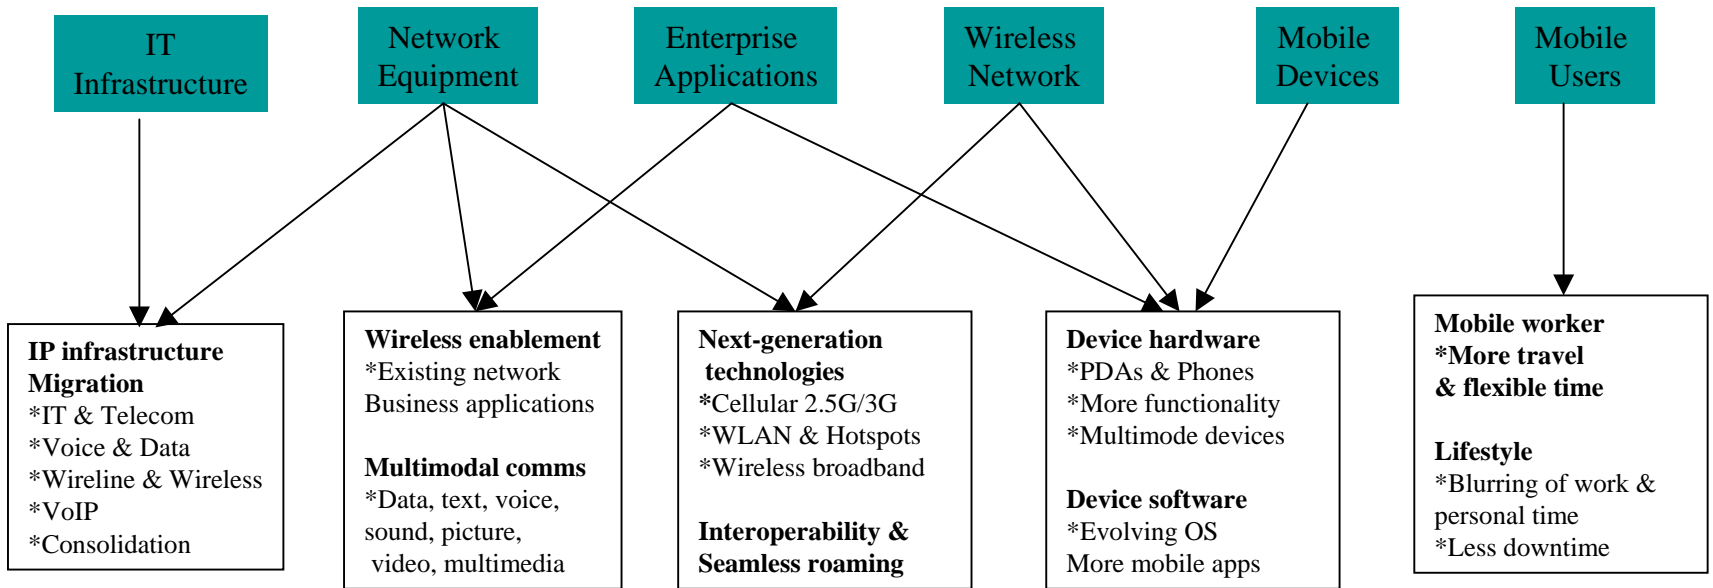 IT
Infrastructure
Network
Equipment
Enterprise
Applications
Wireless
Network
Mobile
Devices
Mobile
Users
IP infrastructure
Migration
*IT & Telecom
*Voice & Data
*Wireline & Wireless
*VoIP
*Consolidation
Wireless enablement
*Existing network
Business applications
Multimodal comms
*Data, text, voice,
sound, picture,
video, multimedia
Next-generation
technologies
*Cellular 2.5G/3G
*WLAN & Hotspots
*Wireless broadband
Interoperability &
Seamless roaming
Device hardware
*PDAs & Phones
*More functionality
*Multimode devices
Device software
*Evolving OS
More mobile apps
Mobile worker
*More travel
& flexible time
Lifestyle
*Blurring of work &
personal time
*Less downtime